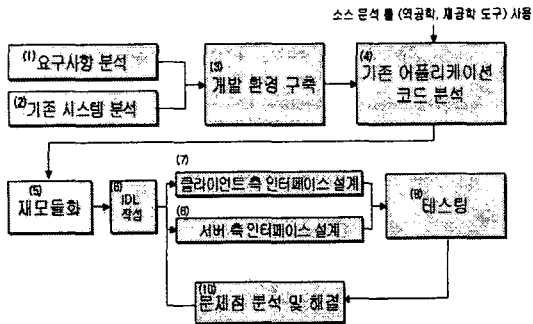 소스 분석 툴 (역공학, 재공학 도구) 사용
(1)요구사항 분석
(2)기존 시스템 분석
(3)
개발 환경 구축
(4)
기존 어플리케이션
코드 분석
(5)
재모듈화
(6)
IDL
작성
(7)
클라이언트 측 인터페이스 설계
(8)
서버 측 인터페이스 설계
(9)
테스팅
(10)
문제점 분석 및 해결